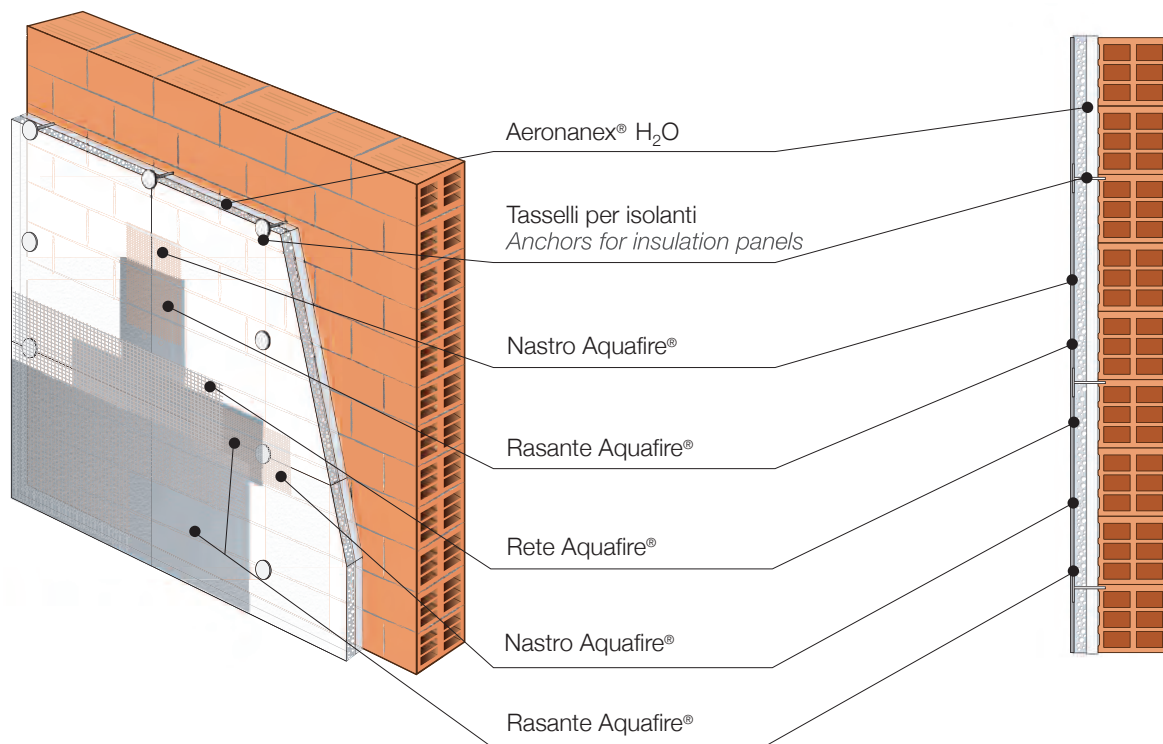 Aeronanex® H₂O
Tasselli per isolanti
Anchors for insulation panels
Nastro Aquafire®
Rasante Aquafire®
Rete Aquafire®
Nastro Aquafire®
Rasante Aquafire®